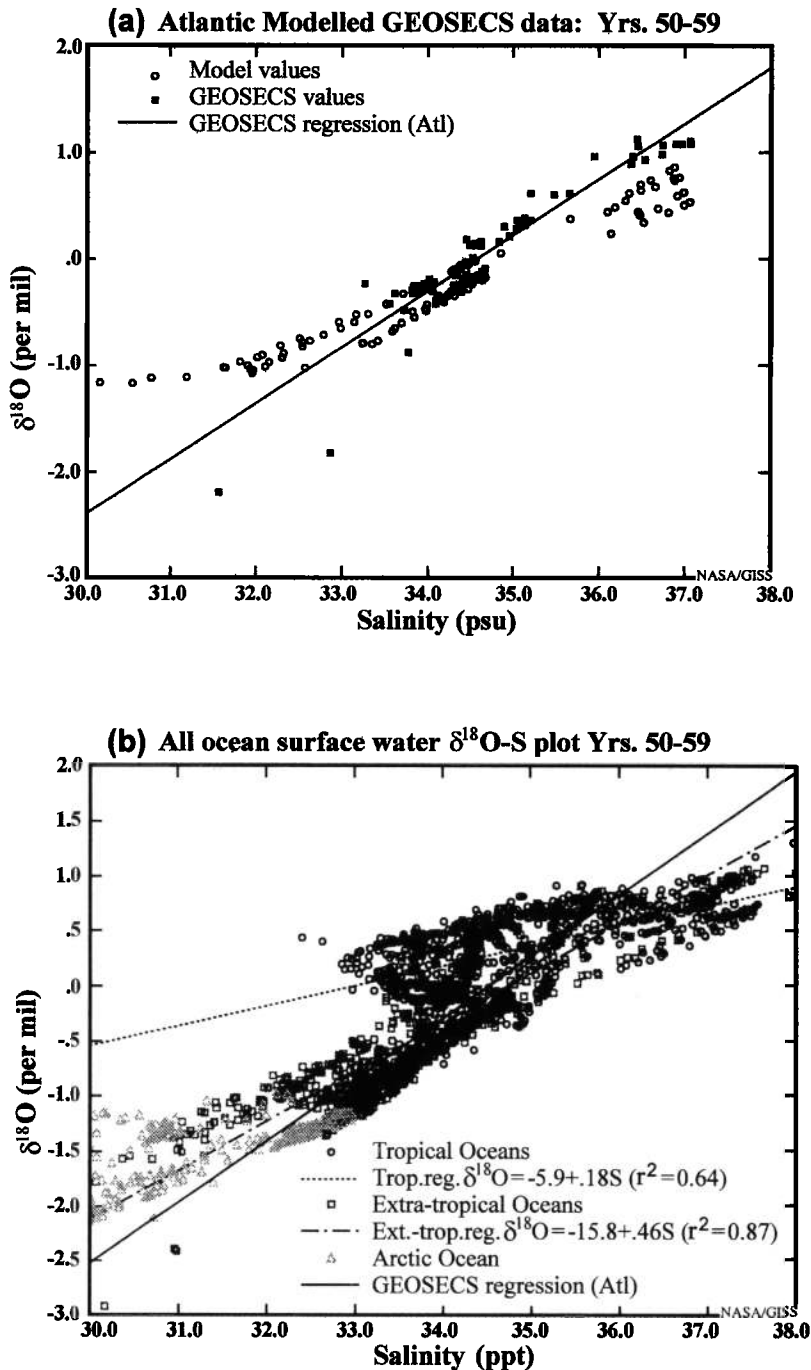 (a) Atlantic Modelled GEOSECS data: Yrs. 50-59
2.0
Model values
GEOSECS values
GEOSECS regression (Atl)
1.0
.0
-1.0
-2.0
-3.0
δ¹⁸O (per mil)
NASA/GISS
30.0 31.0 32.0 33.0 34.0 35.0 36.0 37.0 38.0
Salinity (psu)
(b) All ocean surface water δ¹⁸O-S plot Yrs. 50-59
2.0
1.5
1.0
.5
.0
-.5
-1.0
-1.5
-2.0
-2.5
-3.0
δ¹⁸O (per mil)
Tropical Oceans
Trop.reg. δ¹⁸O=-5.9+.18S (r²=0.64)
Extra-tropical Oceans
Ext.-trop.reg. δ¹⁸O=-15.8+.46S (r²=0.87)
Arctic Ocean
GEOSECS regression (Atl)
NASA/GISS
30.0 31.0 32.0 33.0 34.0 35.0 36.0 37.0 38.0
Salinity (ppt)